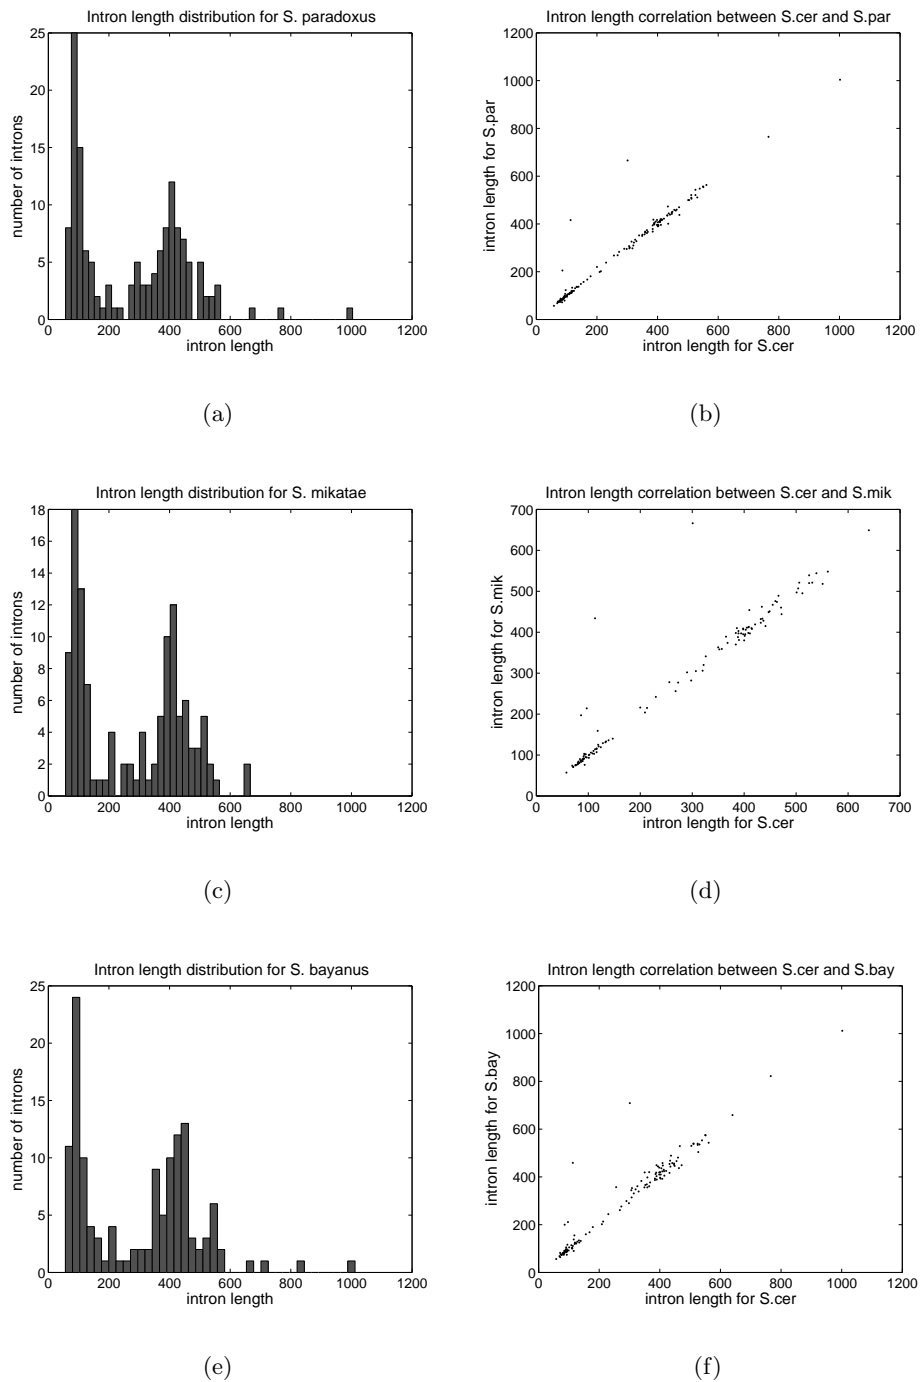 Intron length distribution for S. paradoxus
25
20
15
10
5
0
number of introns
0 200 400 600 800 1000 1200
intron length
(a)
Intron length correlation between S.cer and S.par
1200
1000
800
600
400
200
0
intron length for S.par
0 200 400 600 800 1000 1200
intron length for S.cer
(b)
Intron length distribution for S. mikatae
18
16
14
12
10
8
6
4
2
0
number of introns
0 200 400 600 800 1000 1200
intron length
(c)
Intron length correlation between S.cer and S.mik
700
600
500
400
300
200
100
0
intron length for S.mik
0 100 200 300 400 500 600 700
intron length for S.cer
(d)
Intron length distribution for S. bayanus
25
20
15
10
5
0
number of introns
0 200 400 600 800 1000 1200
intron length
(e)
Intron length correlation between S.cer and S.bay
1200
1000
800
600
400
200
0
intron length for S.bay
0 200 400 600 800 1000 1200
intron length for S.cer
(f)